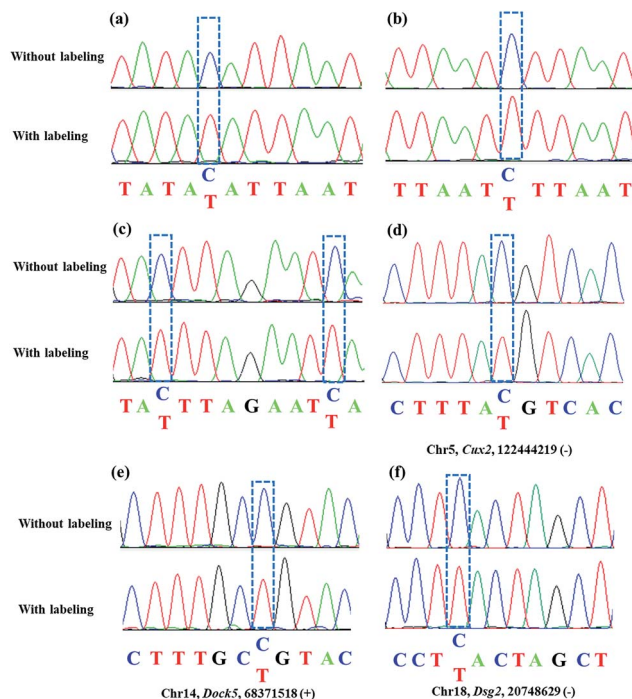 (a)
(b)
Without labeling
With labeling
C
T A T A A T T A A T
T
C
T T A A T T T A A T
T
(c)
(d)
Without labeling
With labeling
C C
T A T T A G A A T A
T T
C
C T T T A G T C A C
T
Chr5, Cux2, 122444219 (-)
(e)
(f)
Without labeling
With labeling
C
C T T T G C G T A C
T
Chr14, Dock5, 68371518 (+)
C
C C T A C T A G C T
T
Chr18, Dsg2, 20748629 (-)